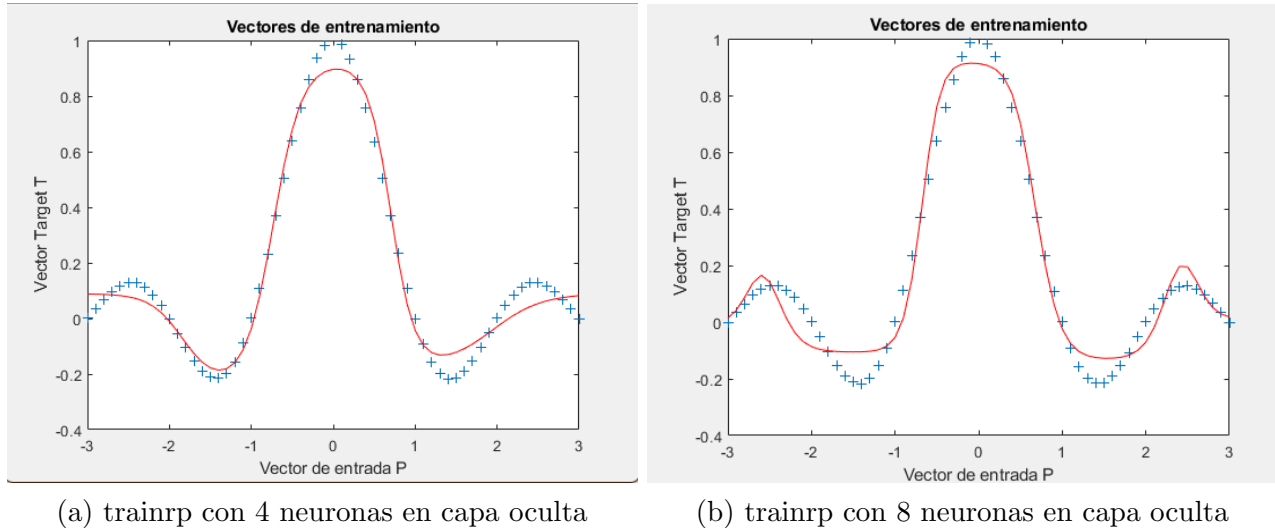 Vectores de entrenamiento
1
0.8
0.6
0.4
0.2
0
-0.2
-0.4
Vector Target T
-3 -2 -1 0 1 2 3
Vector de entrada P
(a) trainrp con 4 neuronas en capa oculta
Vectores de entrenamiento
1
0.8
0.6
0.4
0.2
0
-0.2
-0.4
Vector Target T
-3 -2 -1 0 1 2 3
Vector de entrada P
(b) trainrp con 8 neuronas en capa oculta